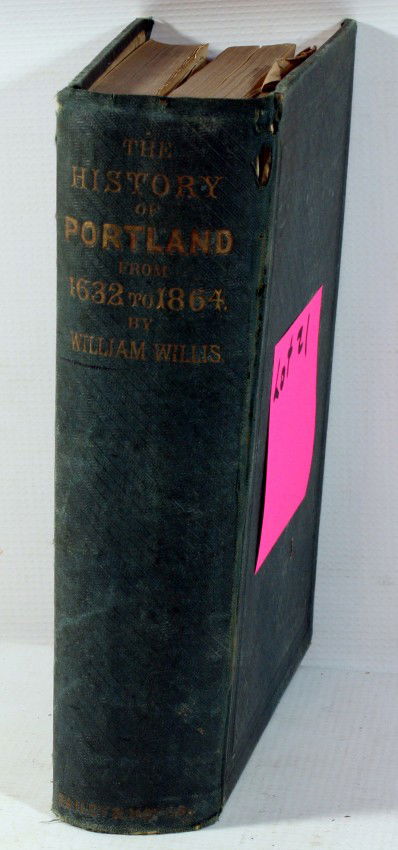 THE
HISTORY
OF
PORTLAND
FROM
1632 TO 1864.
BY
WILLIAM WILLIS.
Lot 21